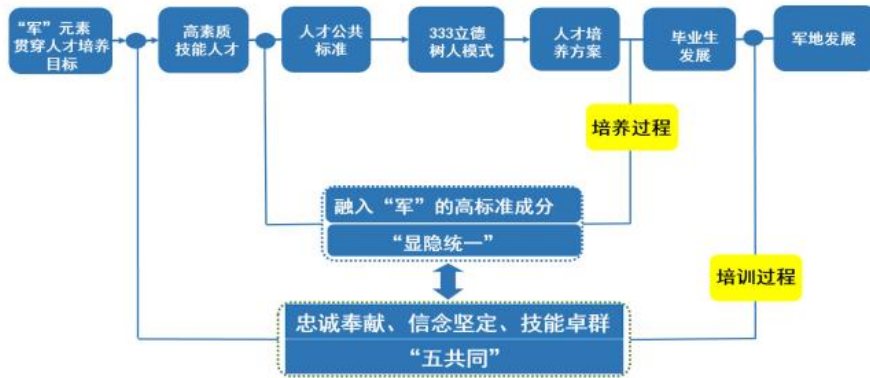 “军”元素
贯穿人才培养
目标
高素质
技能人才
人才公共
标准
333立德
树人模式
人才培
养方案
毕业生
发展
军地发展
培养过程
融入“军”的高标准成分
“显隐统一”
培训过程
忠诚奉献、信念坚定、技能卓群
“五共同”